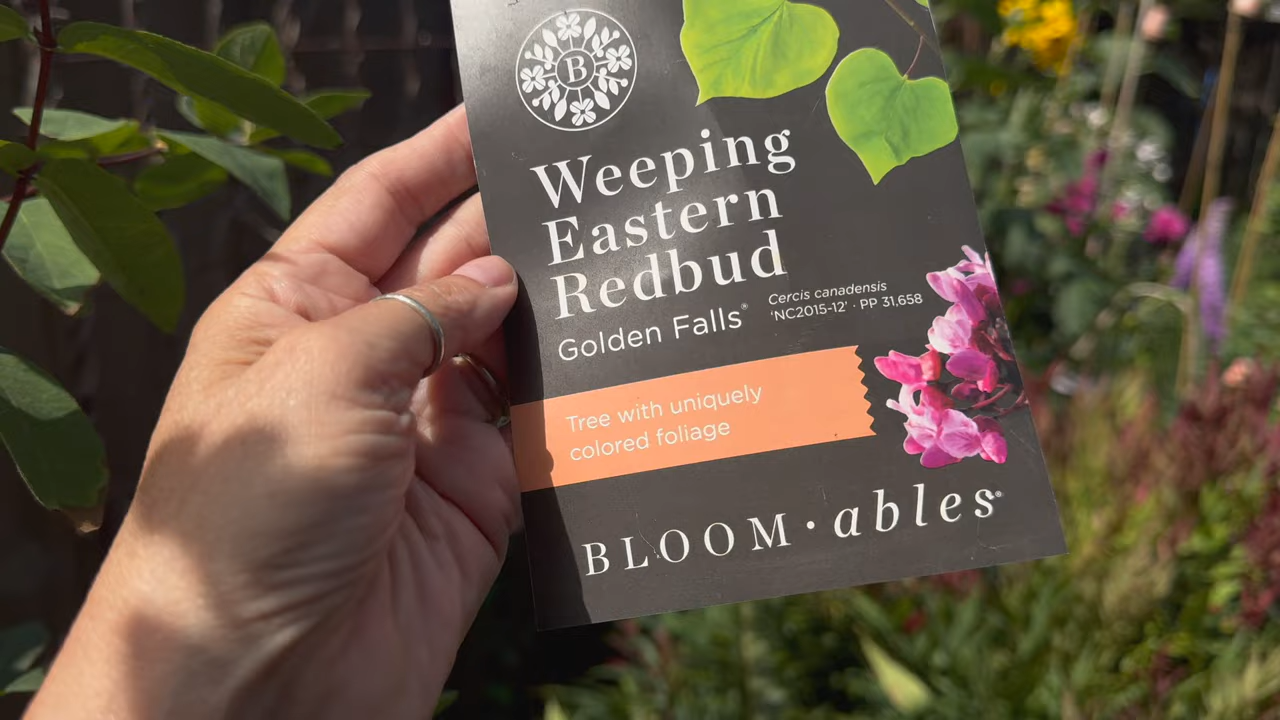 B
Weeping
Eastern
Redbud
Golden Falls®
Cercis canadensis
‘NC2015-12’ · PP 31,658
Tree with uniquely
colored foliage
BLOOM·ables®